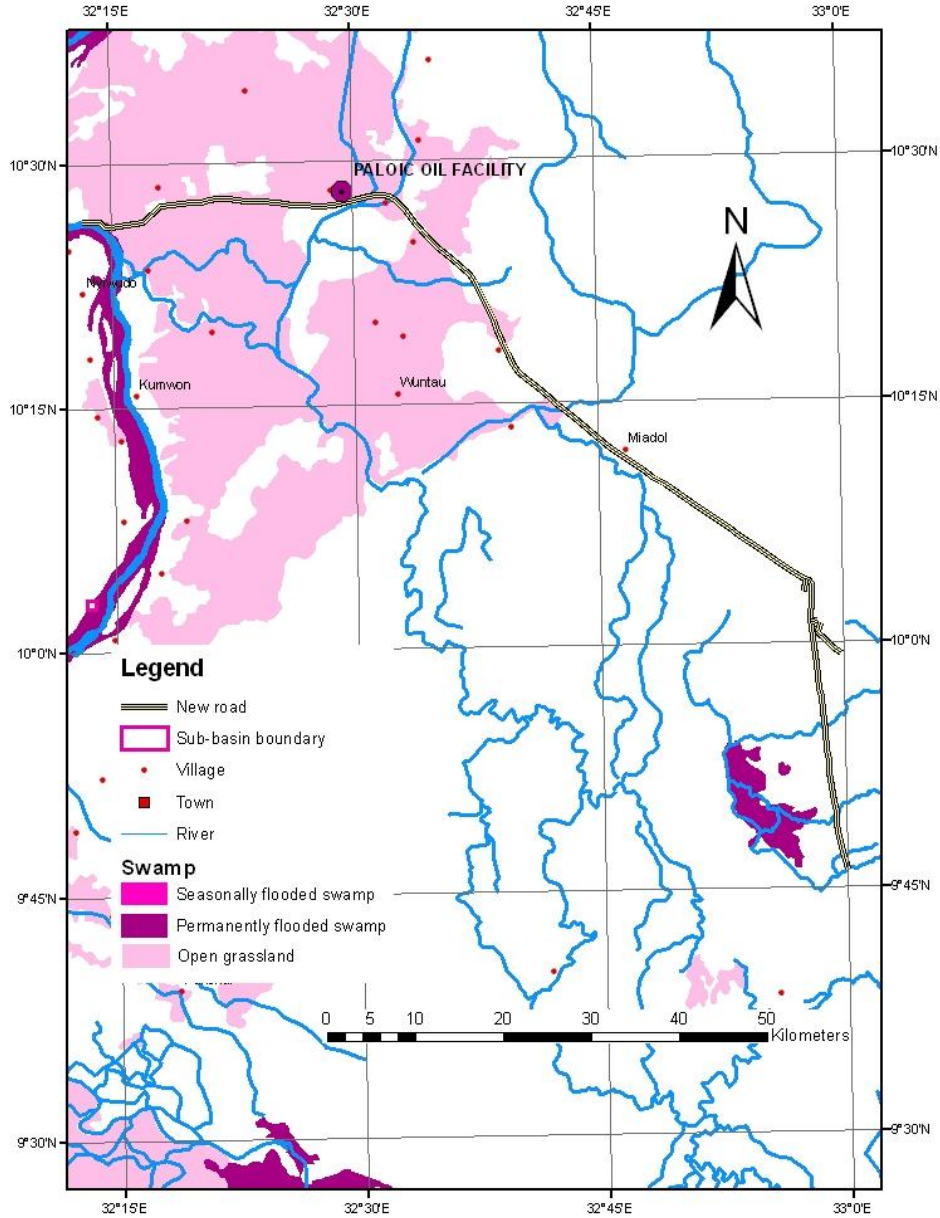 32°15'E 32°30'E 32°45'E 33°0'E
10°30'N 10°30'N
PALOIC OIL FACILITY
N
Kumwon
Wuntau
10°15'N 10°15'N
Miadol
10°0'N 10°0'N
Legend
New road
Sub-basin boundary
Village
Town
River
Swamp
Seasonally flooded swamp
Permanently flooded swamp
Open grassland
9°45'N 9°45'N
0 5 10 20 30 40 50
Kilometers
9°30'N 9°30'N
32°15'E 32°30'E 32°45'E 33°0'E